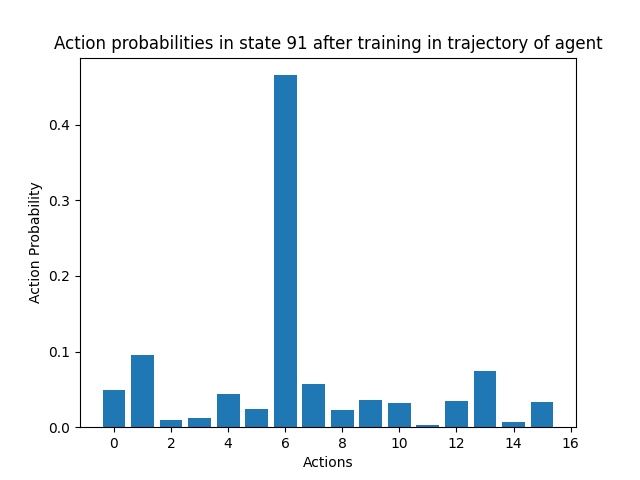 Action probabilities in state 91 after training in trajectory of agent
Action Probability
0.4
0.3
0.2
0.1
0.0
0 2 4 6 8 10 12 14 16
Actions